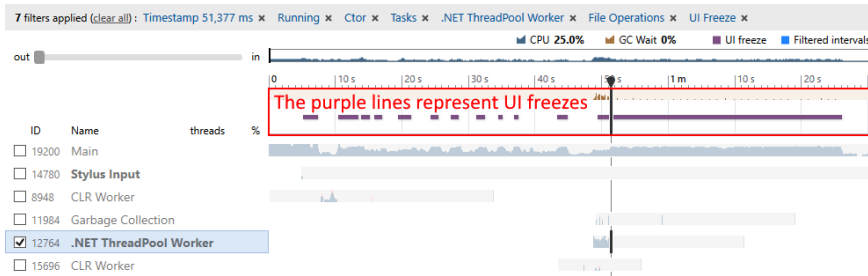 7 filters applied (clear all) : Timestamp 51,377 ms × Running × Ctor × Tasks × .NET ThreadPool Worker × File Operations × UI Freeze ×
CPU 25.0% GC Wait 0% UI freeze Filtered intervals
out in
0 10 s 20 s 30 s 40 s s 1 m 10 s 20 s
The purple lines represent UI freezes
ID Name threads %
19200 Main
14780 Stylus Input
8948 CLR Worker
11984 Garbage Collection
12764 .NET ThreadPool Worker
15696 CLR Worker